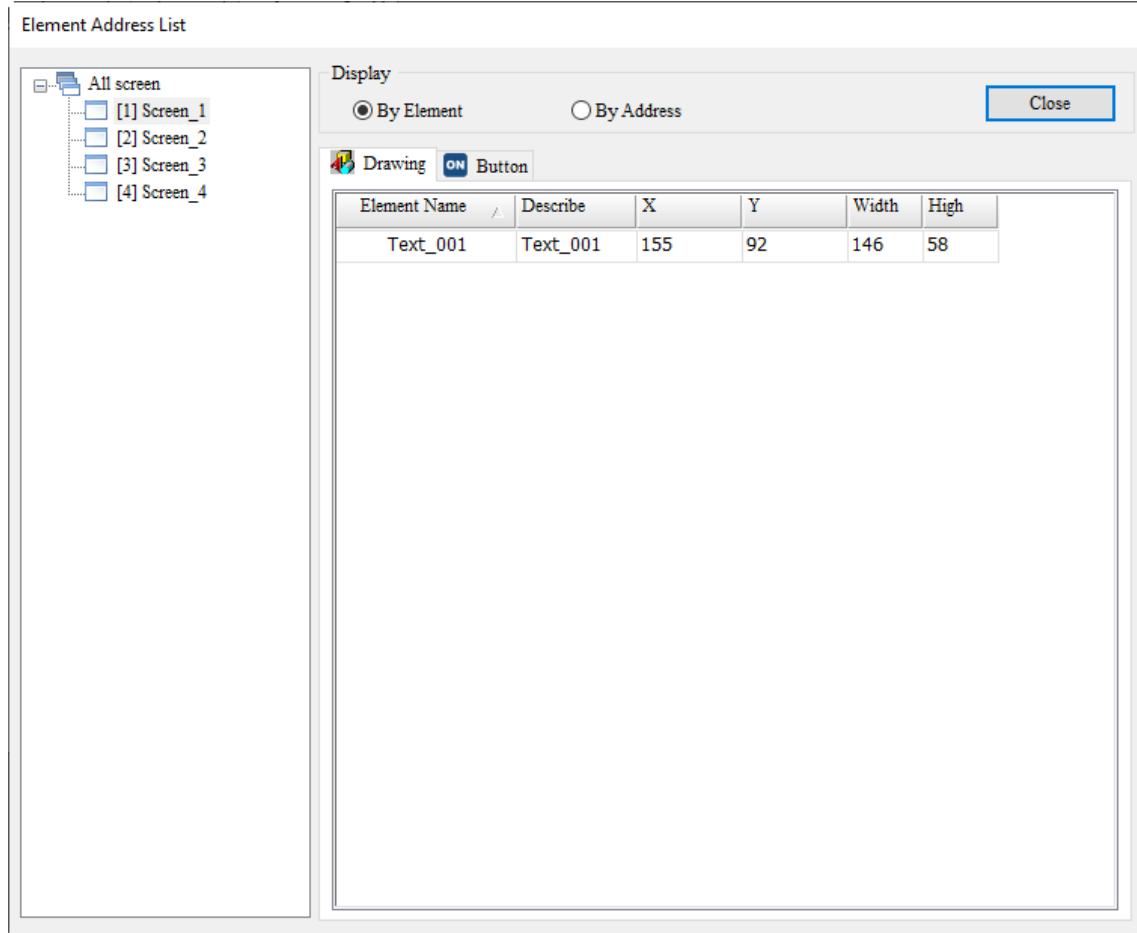 Element Address List
All screen
[1] Screen_1
[2] Screen_2
[3] Screen_3
[4] Screen_4
Display
By Element By Address Close
Drawing ON Button
Element Name Describe X Y Width High
Text_001 Text_001 155 92 146 58